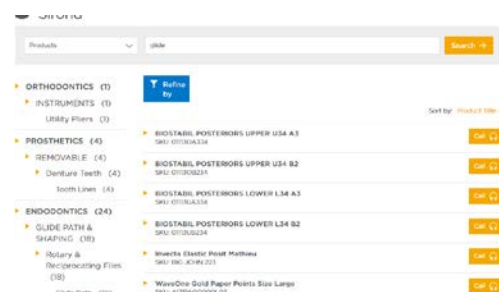 Sirona
Products
glide
Search →
ORTHODONTICS (1)
INSTRUMENTS (1)
Utility Pliers (1)
PROSTHETICS (4)
REMOVABLE (4)
Denture Teeth (4)
Tooth Lines (4)
ENDODONTICS (24)
GLIDE PATH &
SHAPING (18)
Rotary &
Reciprocating Files
(18)
Refine
by
Sort by: Product Title
BIOSTABIL POSTERIORS UPPER U34 A3
Call
BIOSTABIL POSTERIORS UPPER U34 B2
Call
BIOSTABIL POSTERIORS LOWER L34 A3
Call
BIOSTABIL POSTERIORS LOWER L34 B2
Call
Invecta Elastic Posit Mathieu
Call
WaveOne Gold Paper Points Size Large
Call